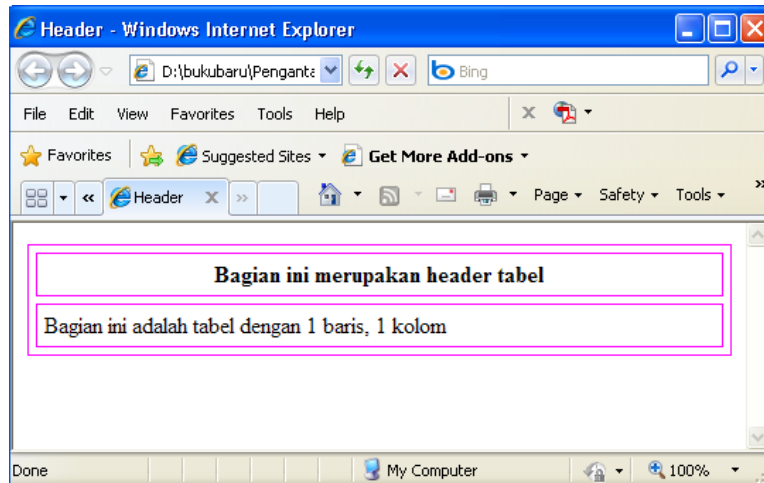 Header - Windows Internet Explorer
D:\bukubaru\Penganta
Bing
File Edit View Favorites Tools Help
Favorites Suggested Sites Get More Add-ons
Header Page Safety Tools
Bagian ini merupakan header tabel
Bagian ini adalah tabel dengan 1 baris, 1 kolom
Done My Computer 100%